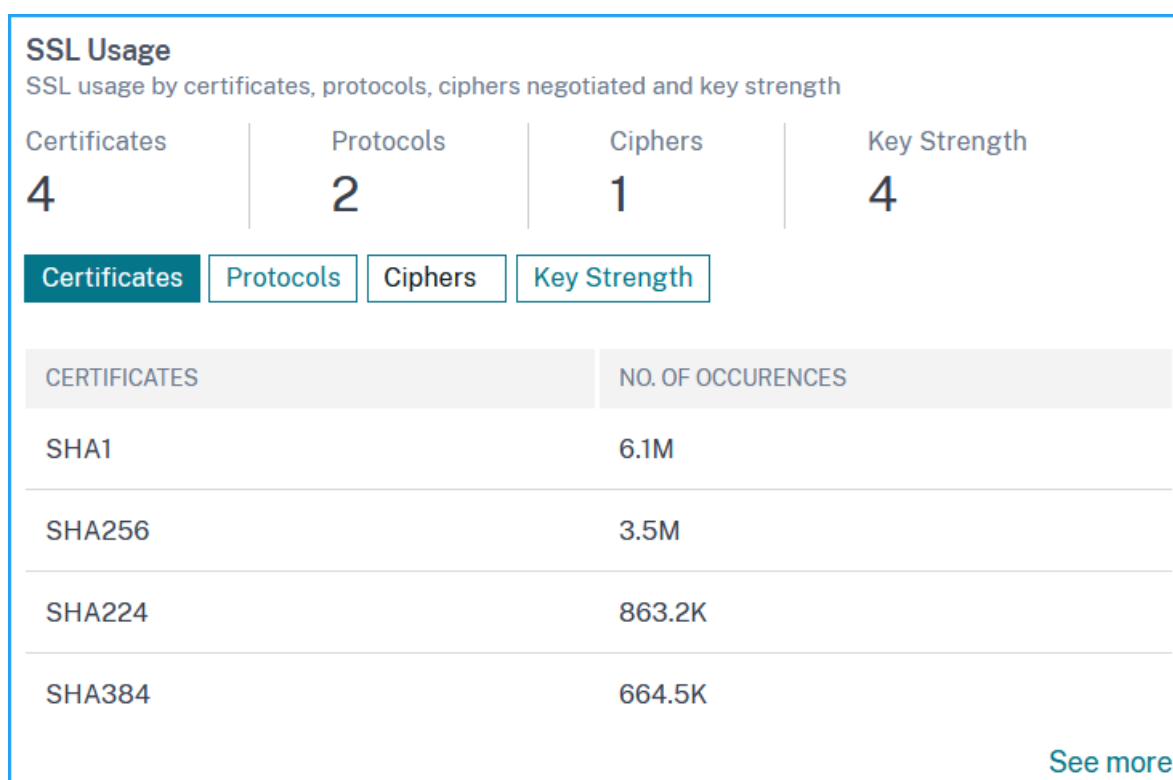 SSL Usage
SSL usage by certificates, protocols, ciphers negotiated and key strength
Certificates Protocols Ciphers Key Strength
4 2 1 4
Certificates Protocols Ciphers Key Strength
CERTIFICATES NO. OF OCCURENCES
SHA1 6.1M
SHA256 3.5M
SHA224 863.2K
SHA384 664.5K
See more